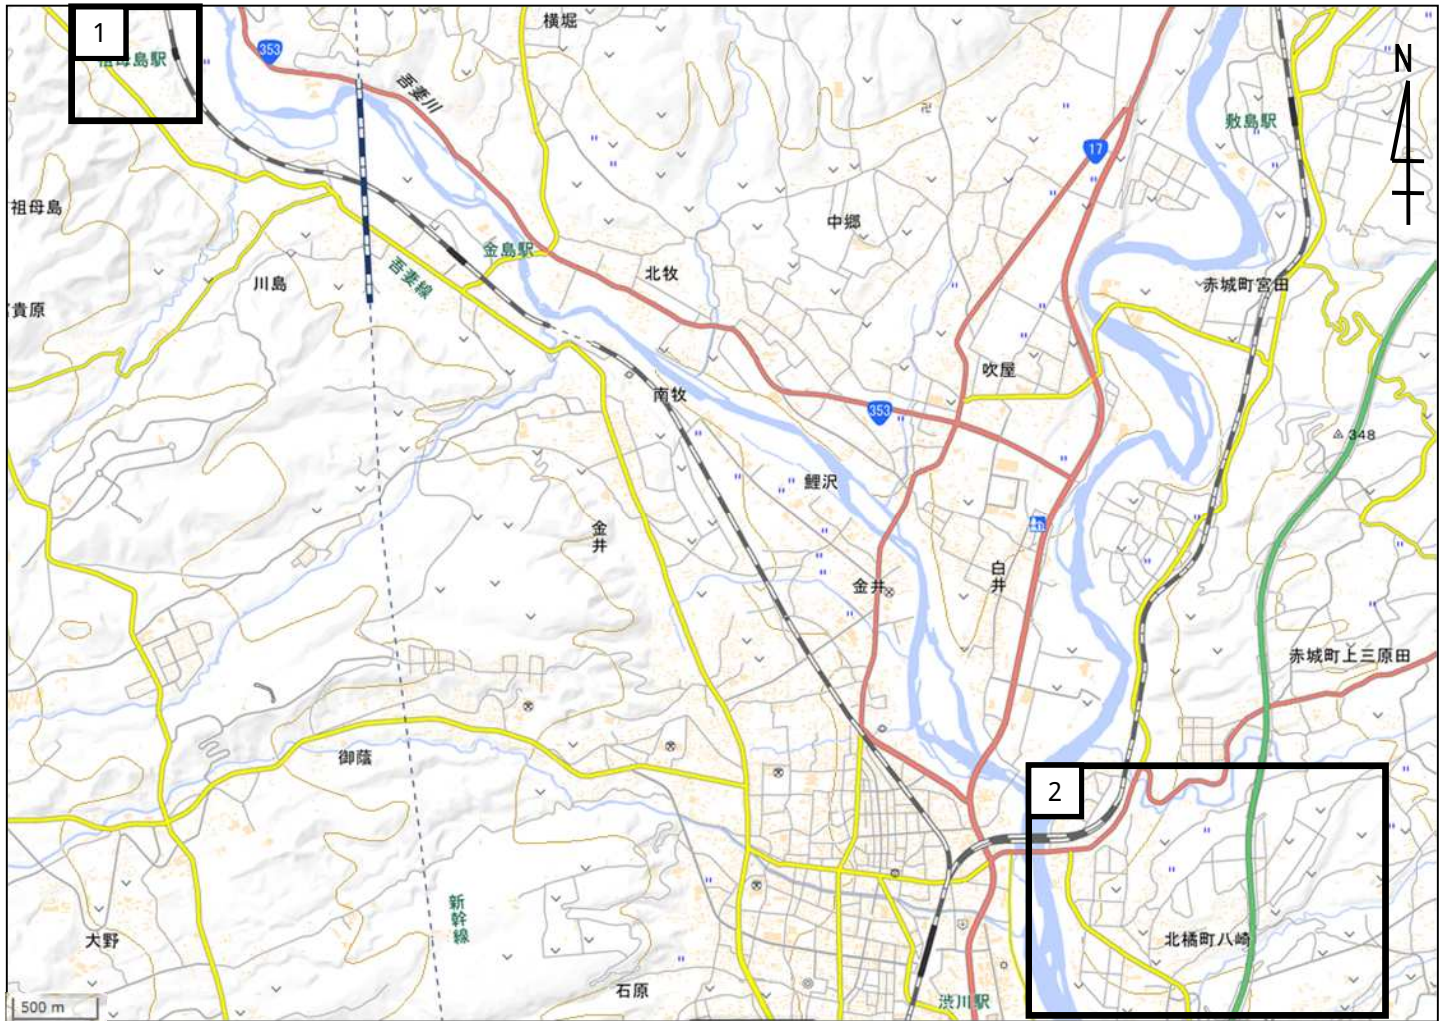 1
祖母島駅
353
横堀
吾妻川
N
敷島駅
17
祖母島
中郷
金島駅
北牧
吾妻線
川島
赤城町宮田
貴原
吹屋
南牧
353
348
鯉沢
金井
白井
金井
赤城町上三原田
御蔭
2
新幹線
大野
北橘町八崎
石原
渋川駅
500 m